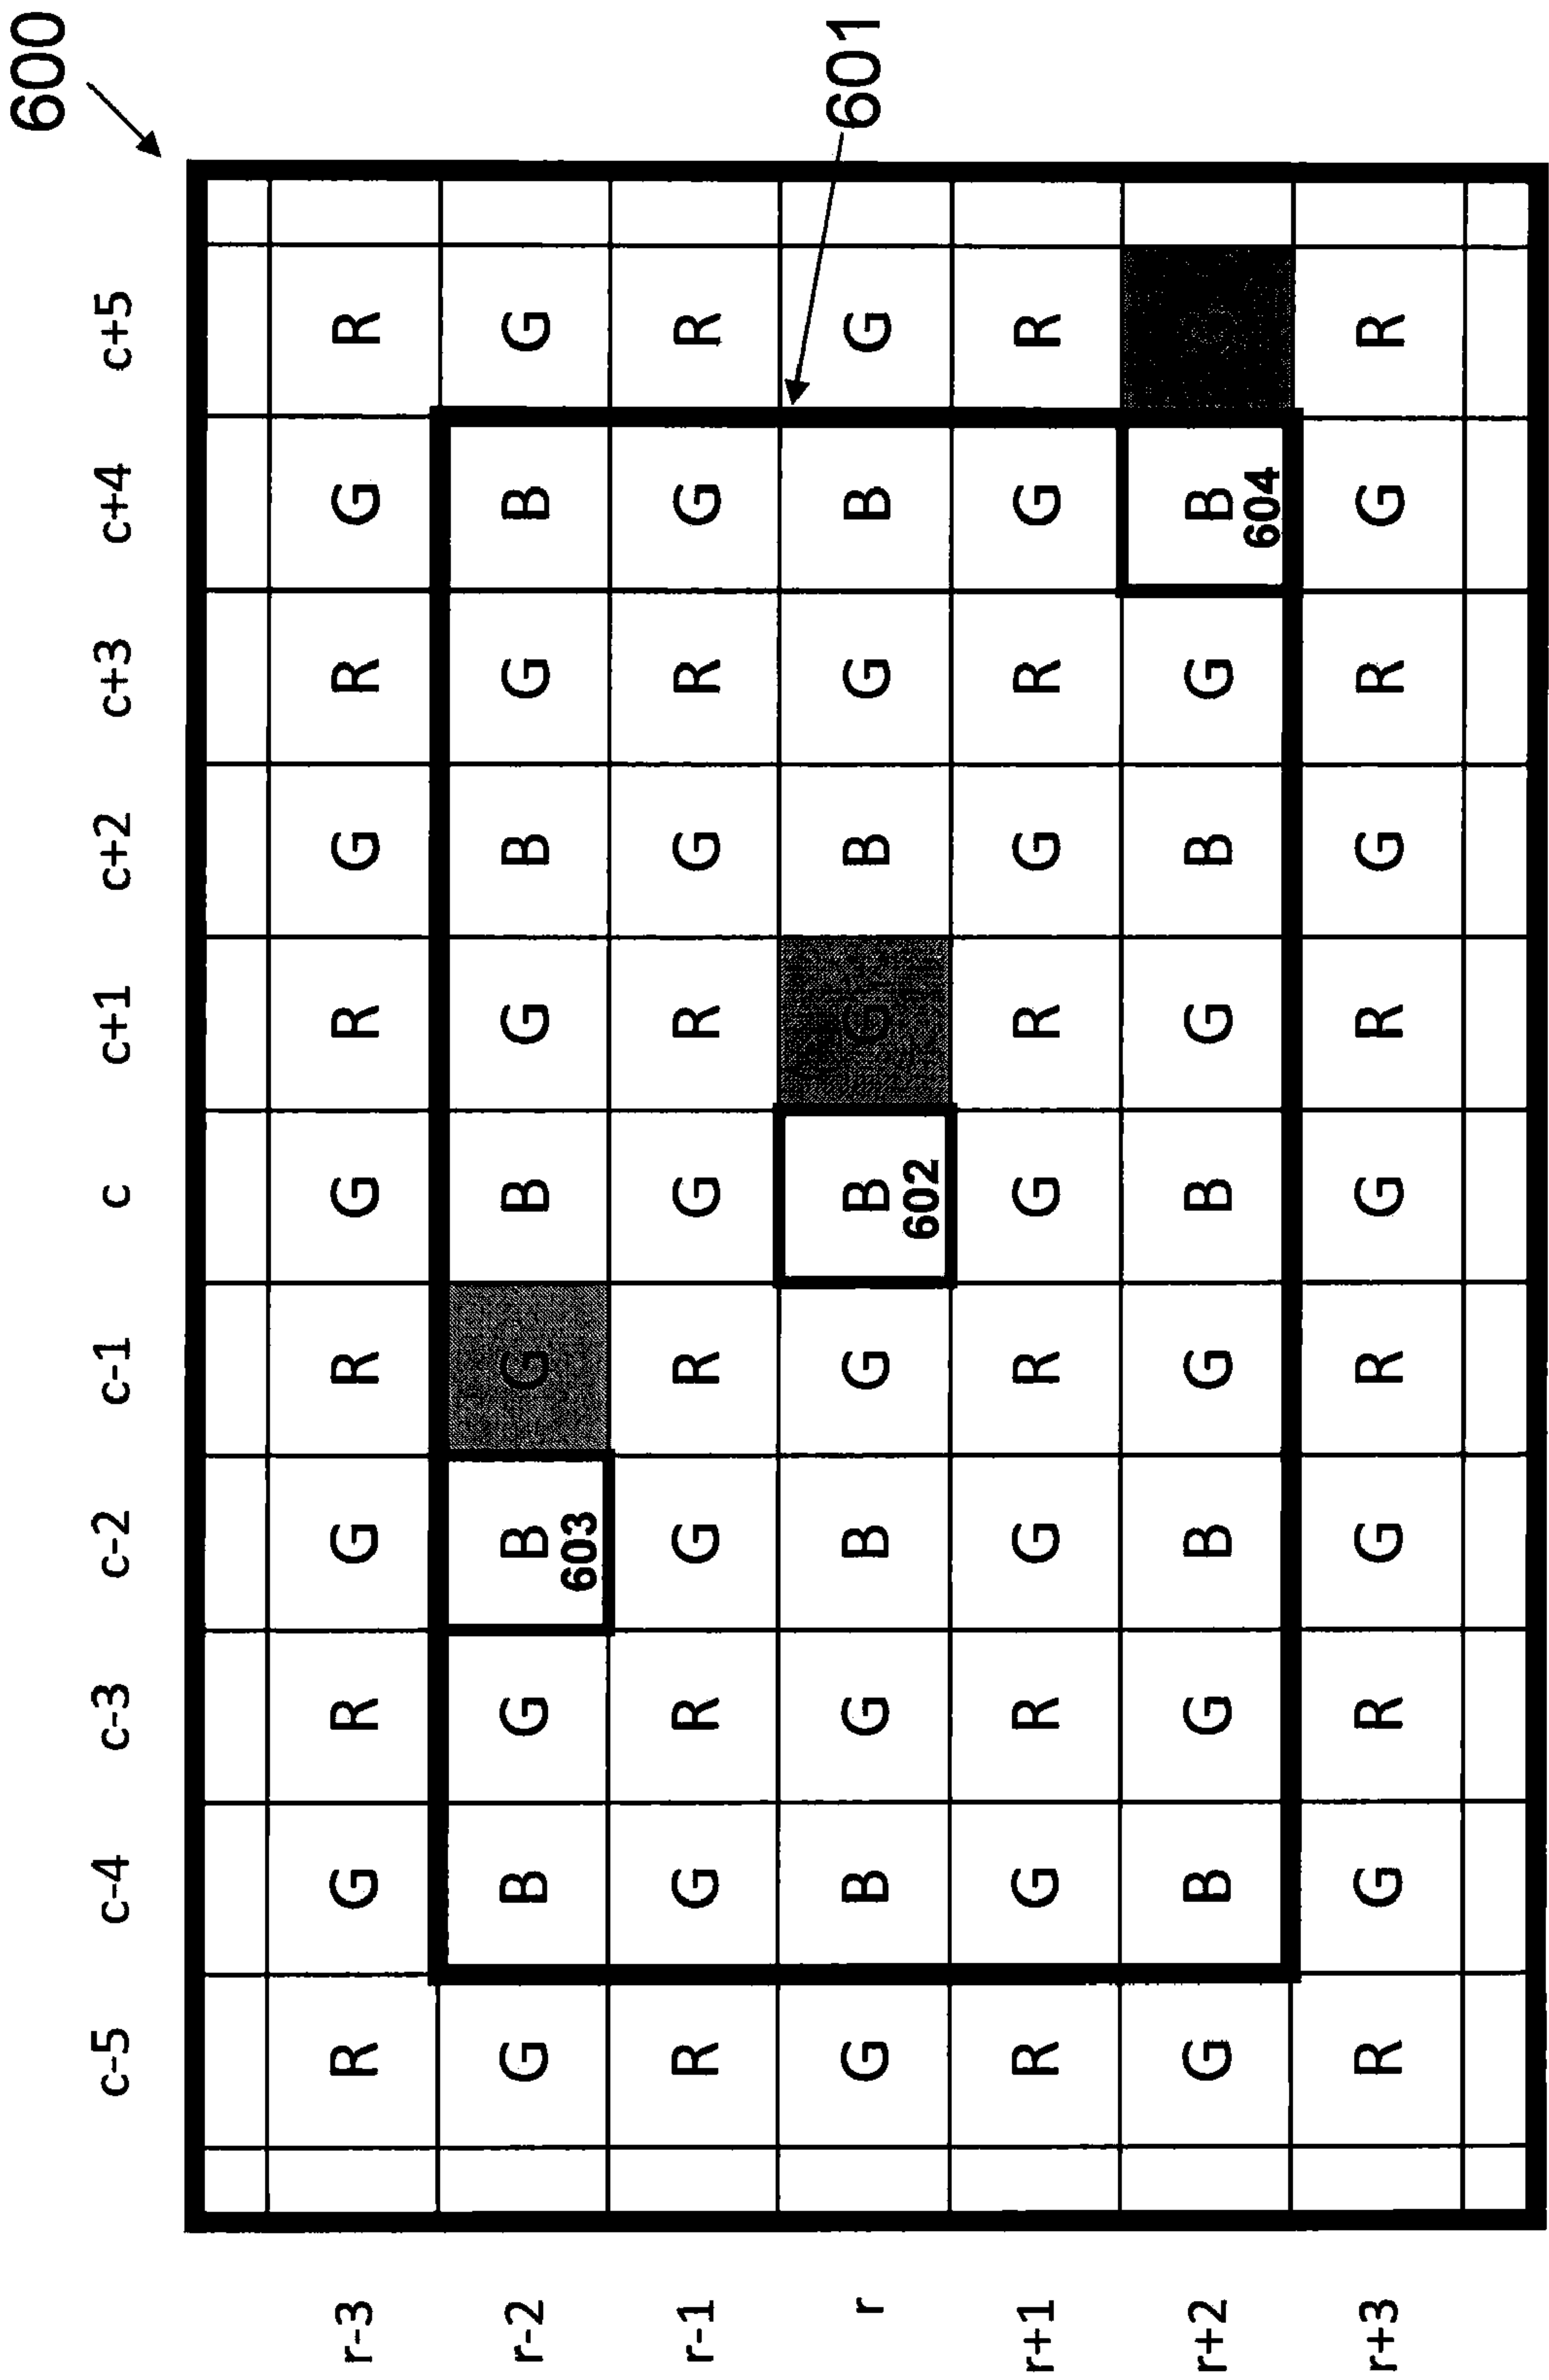 600
601
c-5 c-4 c-3 c-2 c-1 c c+1 c+2 c+3 c+4 c+5
r-3 R G R G R G R G R G R
r-2 G B G B G B G B G B G
603
r-1 R G R G R G R G R G R
r G B G B G B G B G B G
602
r+1 R G R G R G R G R G R
r+2 G B G B G B G B G B
604
r+3 R G R G R G R G R G R